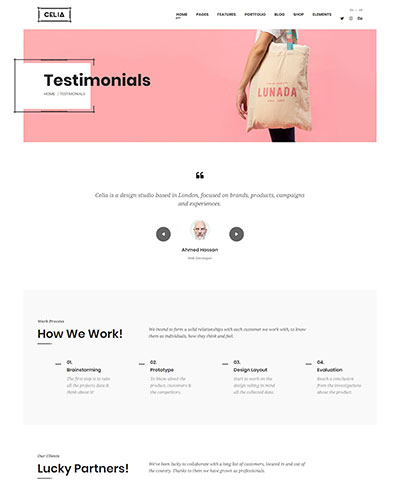 CELIA
HOME PAGES FEATURES PORTFOLIO BLOG SHOP ELEMENTS
Testimonials
HOME | TESTIMONIALS
LUNADA
Celia is a design studio based in London, focused on brands, products, campaigns
and experiences.
Ahmed Hassan
Web Developer
Work Process
How We Work!
We intend to form a solid relationships with each customer we work with, to know
them as individuals, how they think and feel.
01.
Brainstorming
The first step is to take
all the projects data &
think about it!
02.
Prototype
To know about the
product, customers &
the competitors.
03.
Design Layout
Start to work on the
design relling in mind
all the collected data.
04.
Evaluation
Reach a conclusion
from the investigations
about the product.
Our Clients
Lucky Partners!
We've been lucky to collaborate with a long list of customers, located in and out of
the country. Thanks to them we have grown as professionals.